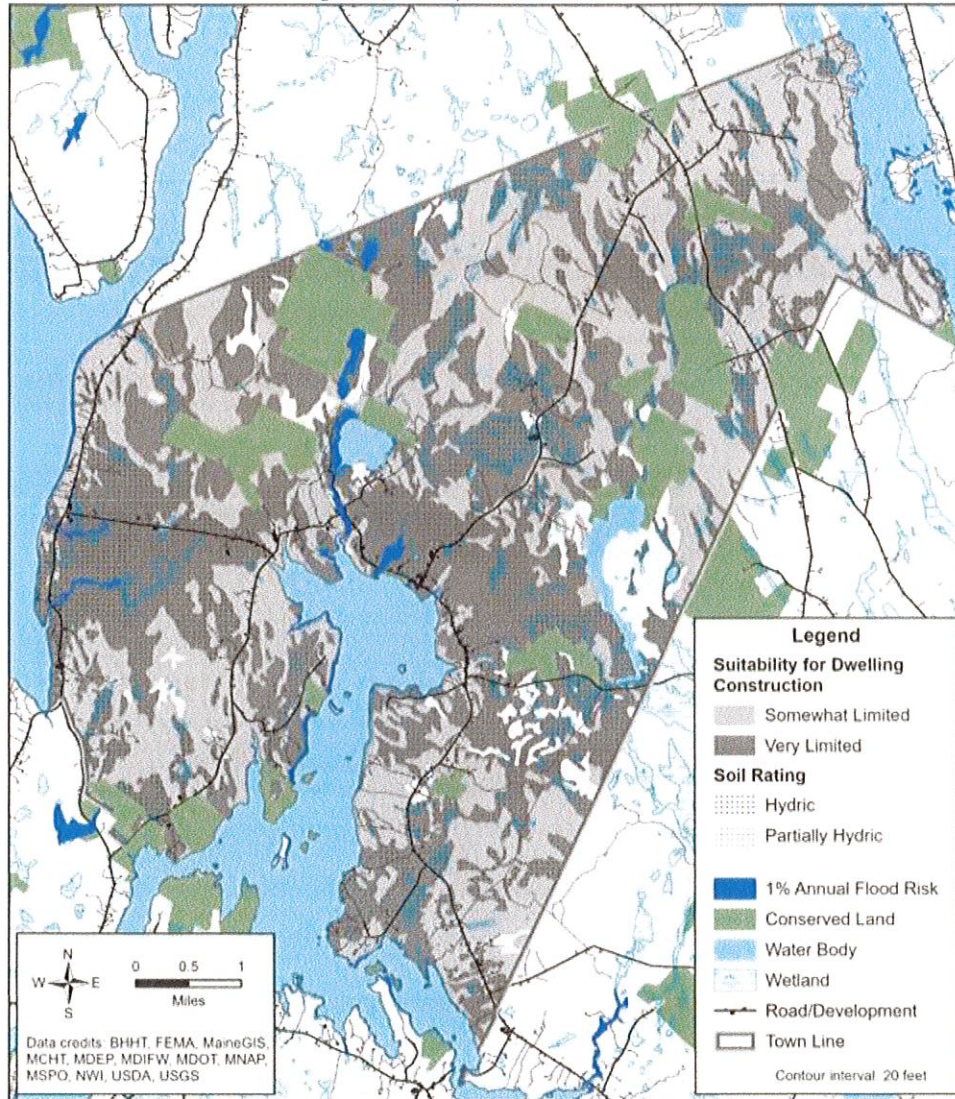 Legend
Suitability for Dwelling
Construction
Somewhat Limited
Very Limited
Soil Rating
Hydric
Partially Hydric
1% Annual Flood Risk
Conserved Land
Water Body
Wetland
Road/Development
Town Line
Contour interval: 20 feet
N
W E
S
0 0.5 1
Miles
Data credits: BHHT, FEMA, MaineGIS,
MCHT, MDEP, MDIFW, MDOT, MNAP,
MSPO, NWI, USDA, USGS